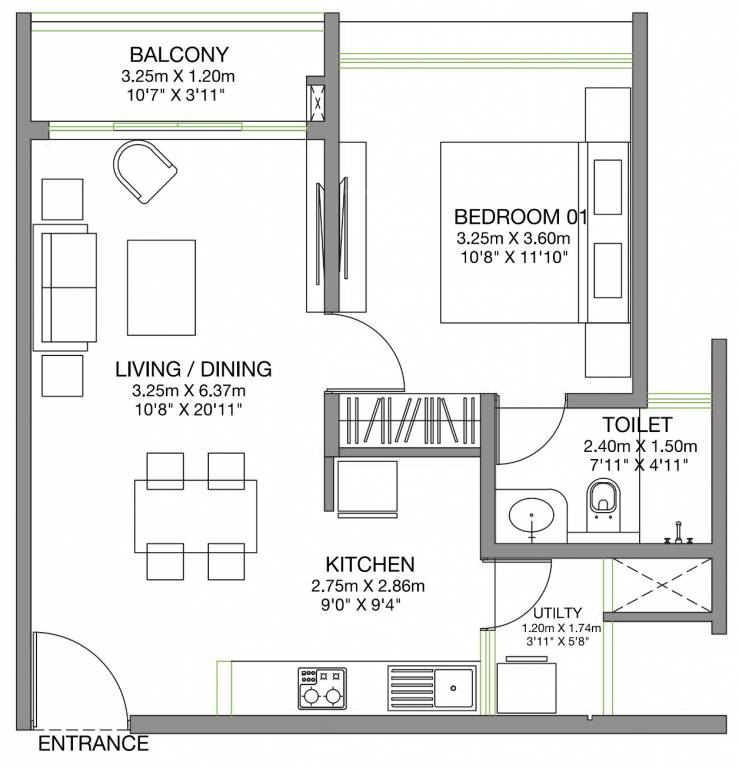 BALCONY
3.25m X 1.20m
10'7" X 3'11"
BEDROOM 01
3.25m X 3.60m
10'8" X 11'10"
LIVING / DINING
3.25m X 6.37m
10'8" X 20'11"
TOILET
2.40m X 1.50m
7'11" X 4'11"
KITCHEN
2.75m X 2.86m
9'0" X 9'4"
UTILTY
1.20m X 1.74m
3'11" X 5'8"
ENTRANCE